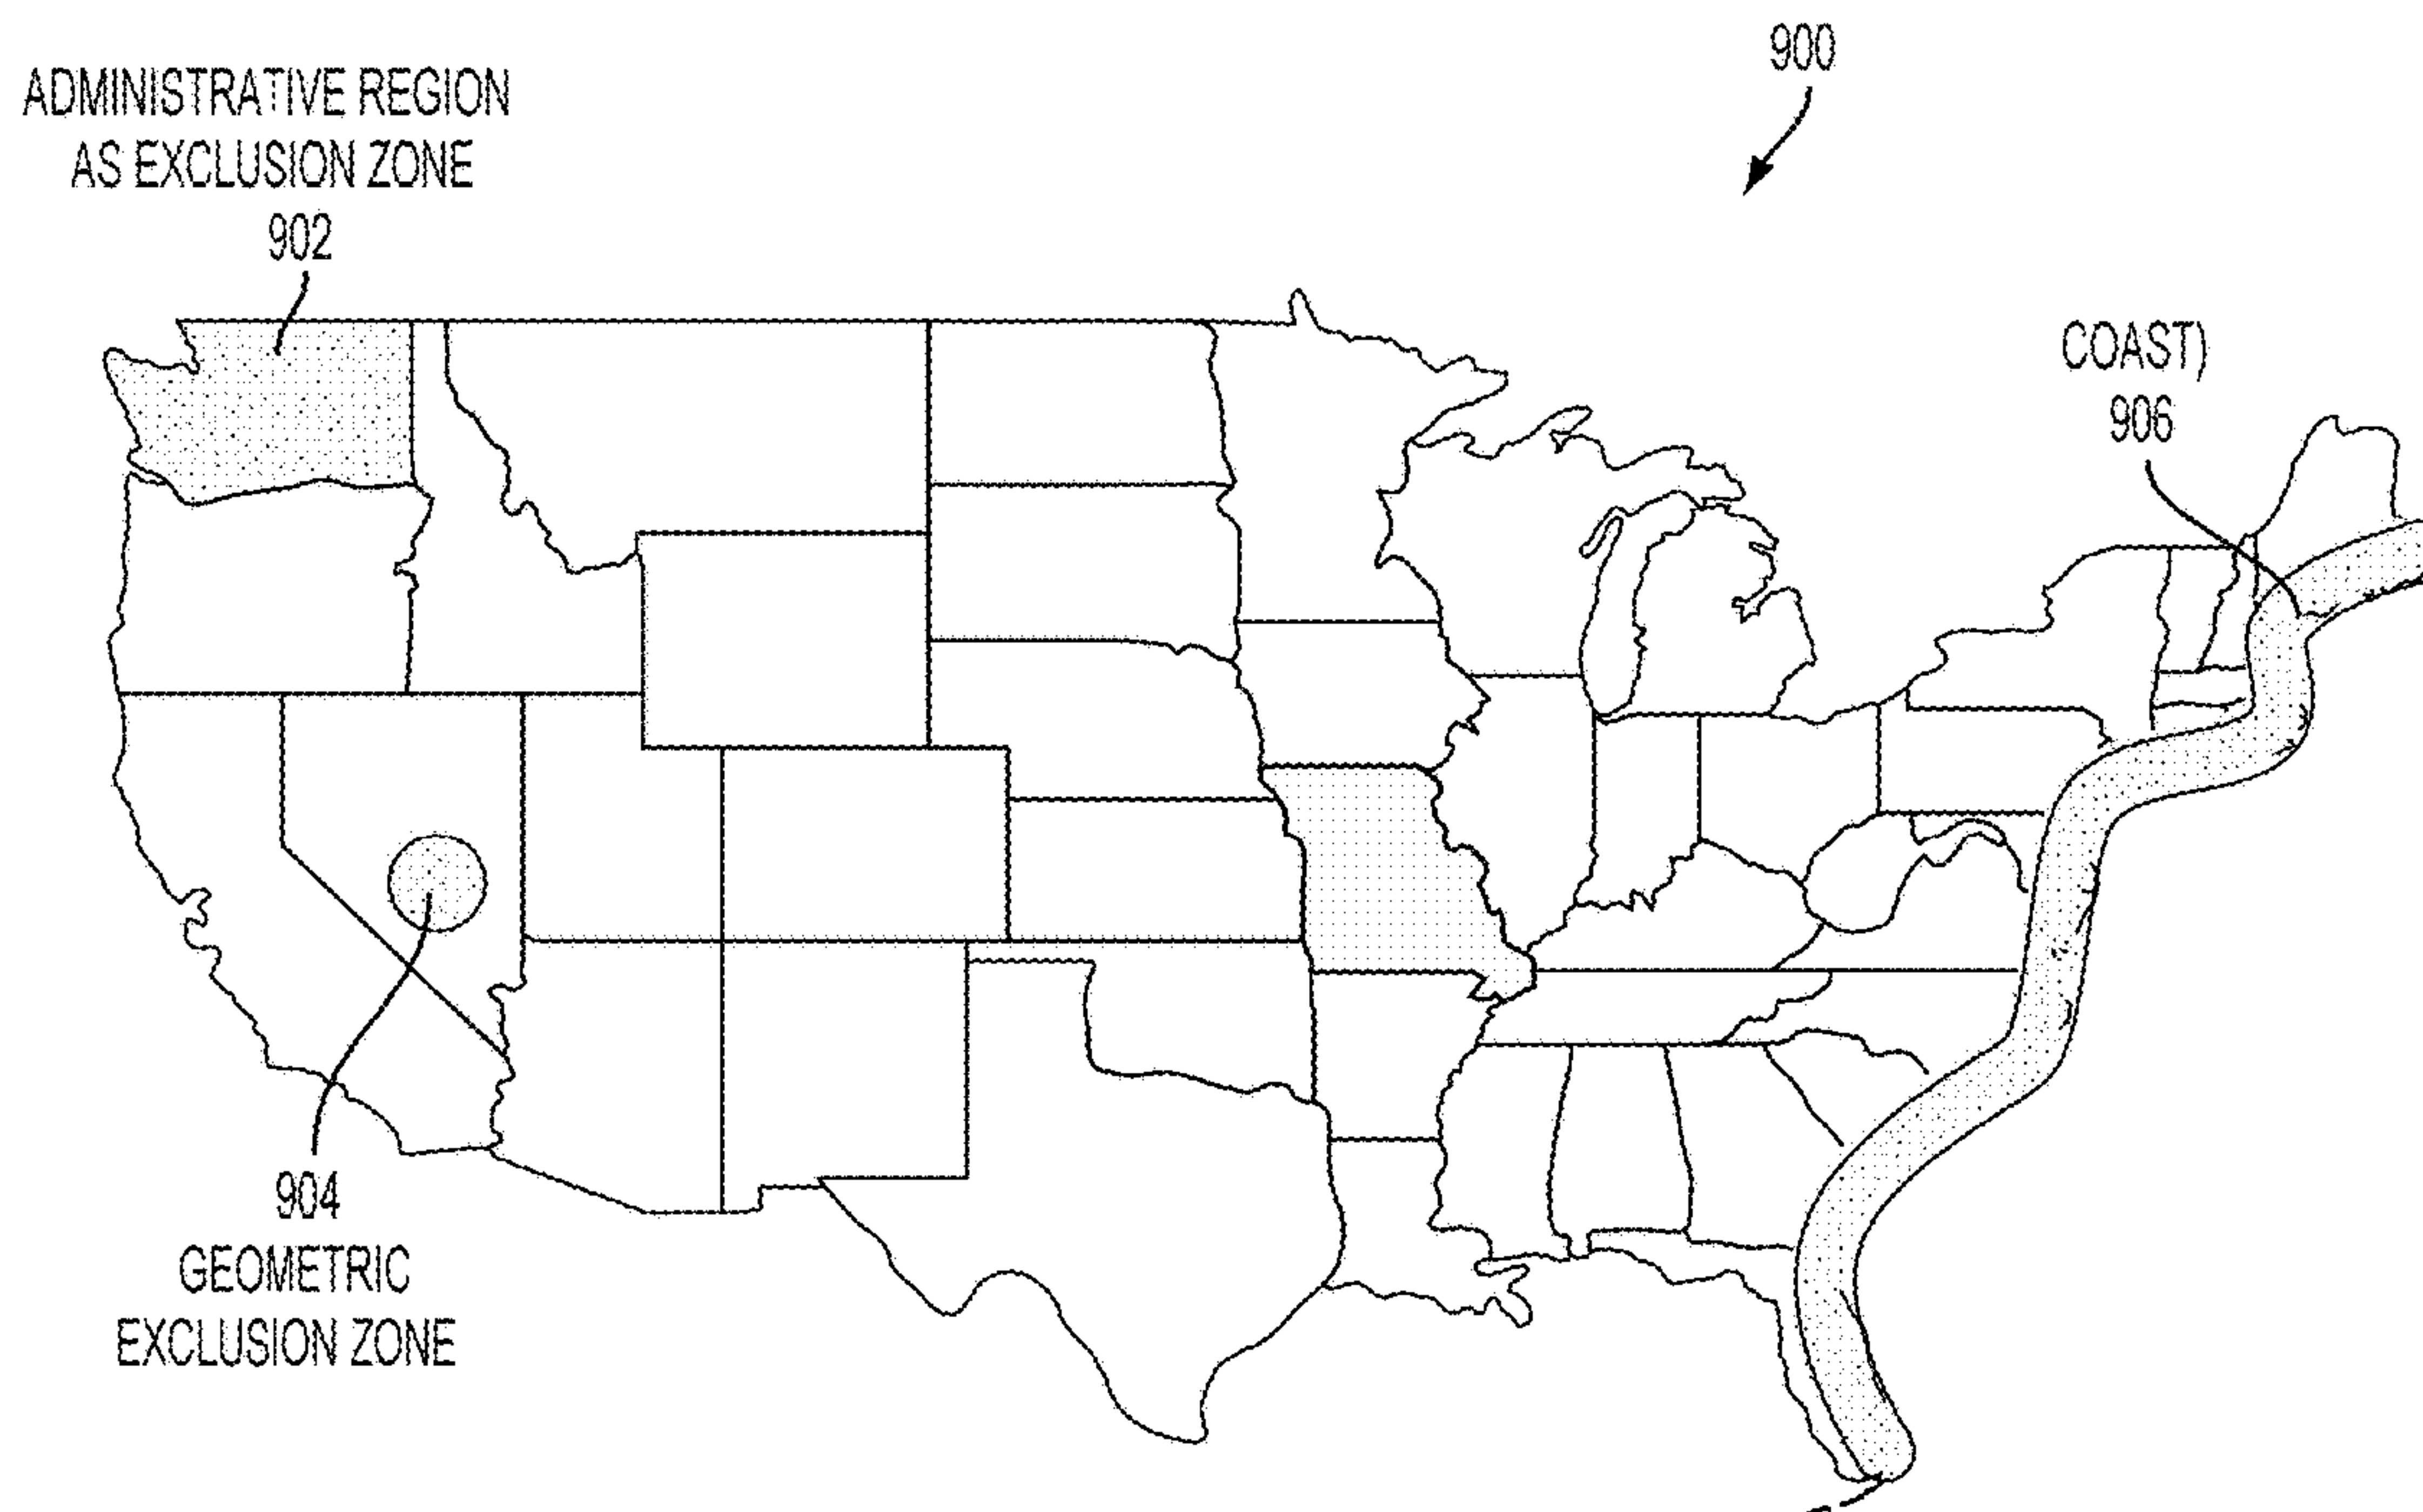 900
ADMINISTRATIVE REGION
AS EXCLUSION ZONE
902
COAST)
906
904
GEOMETRIC
EXCLUSION ZONE